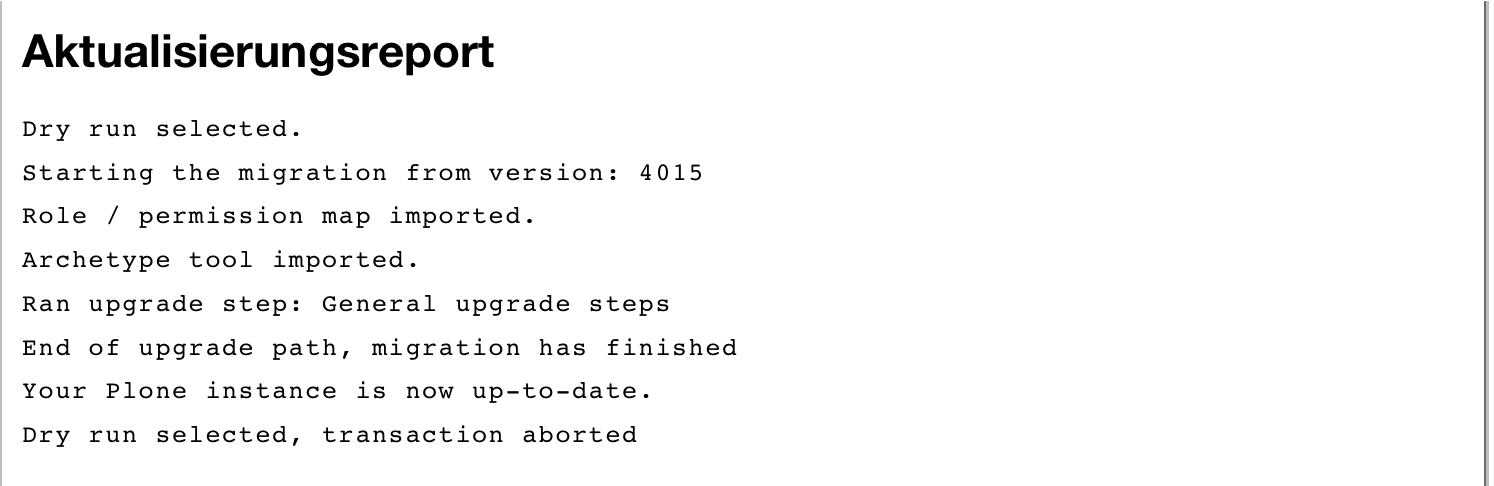 Aktualisierungsreport
Dry run selected.
Starting the migration from version: 4015
Role / permission map imported.
Archetype tool imported.
Ran upgrade step: General upgrade steps
End of upgrade path, migration has finished
Your Plone instance is now up-to-date.
Dry run selected, transaction aborted